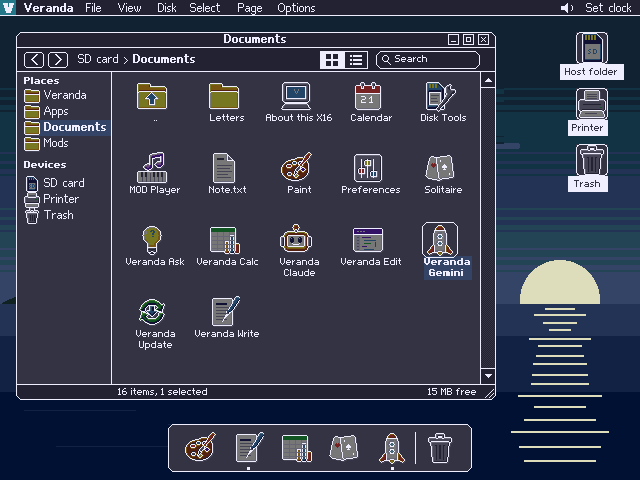 V Veranda File View Disk Select Page Options Set clock
Documents
SD card > Documents
Search
Places
Veranda
Apps
Documents
Mods
Devices
SD card
Printer
Trash
..
Letters
About this X16
21
Calendar
Disk Tools
MOD Player
Note.txt
Paint
Preferences
Solitaire
Veranda Ask
Veranda Calc
Veranda
Claude
Veranda Edit
Veranda
Gemini
Veranda
Update
Veranda Write
16 items, 1 selected
15 MB free
SD
Host folder
Printer
Trash